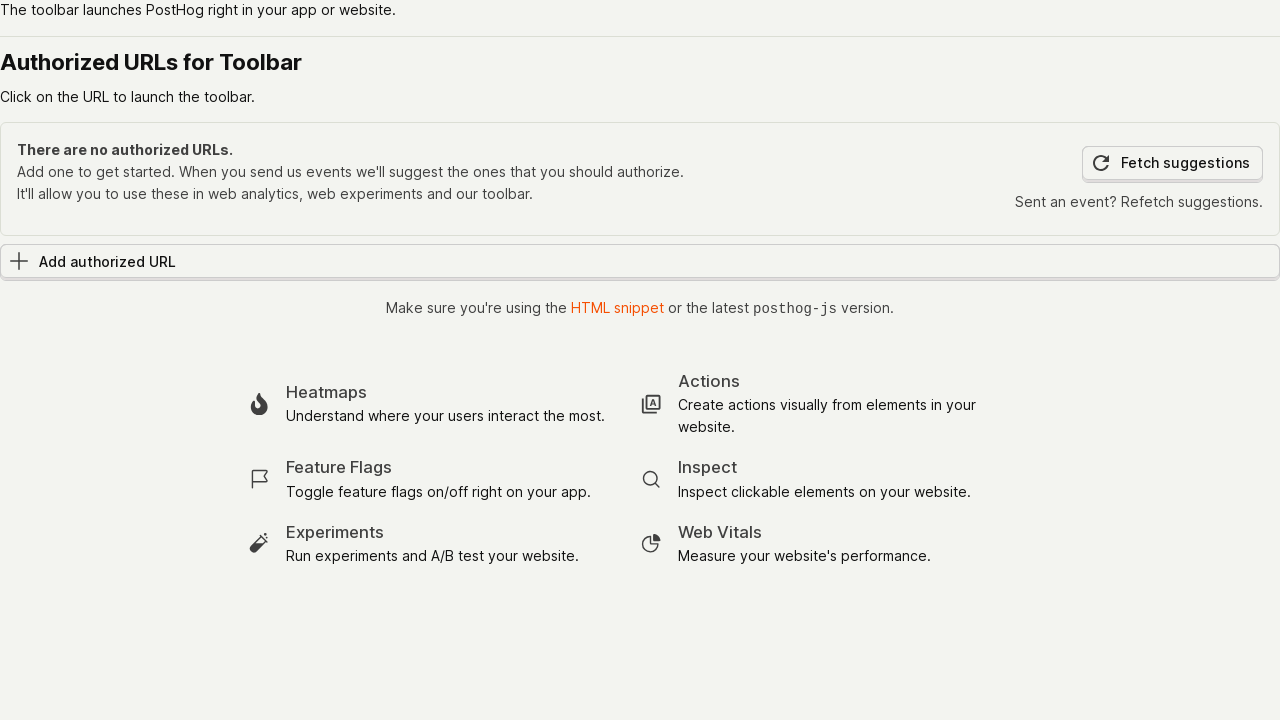 The toolbar launches PostHog right in your app or website.
Authorized URLs for Toolbar
Click on the URL to launch the toolbar.
There are no authorized URLs.
Add one to get started. When you send us events we'll suggest the ones that you should authorize.
It'll allow you to use these in web analytics, web experiments and our toolbar.
Fetch suggestions
Sent an event? Refetch suggestions.
Add authorized URL
Make sure you're using the HTML snippet or the latest posthog-js version.
Heatmaps
Understand where your users interact the most.
Actions
Create actions visually from elements in your
website.
Feature Flags
Toggle feature flags on/off right on your app.
Inspect
Inspect clickable elements on your website.
Experiments
Run experiments and A/B test your website.
Web Vitals
Measure your website's performance.